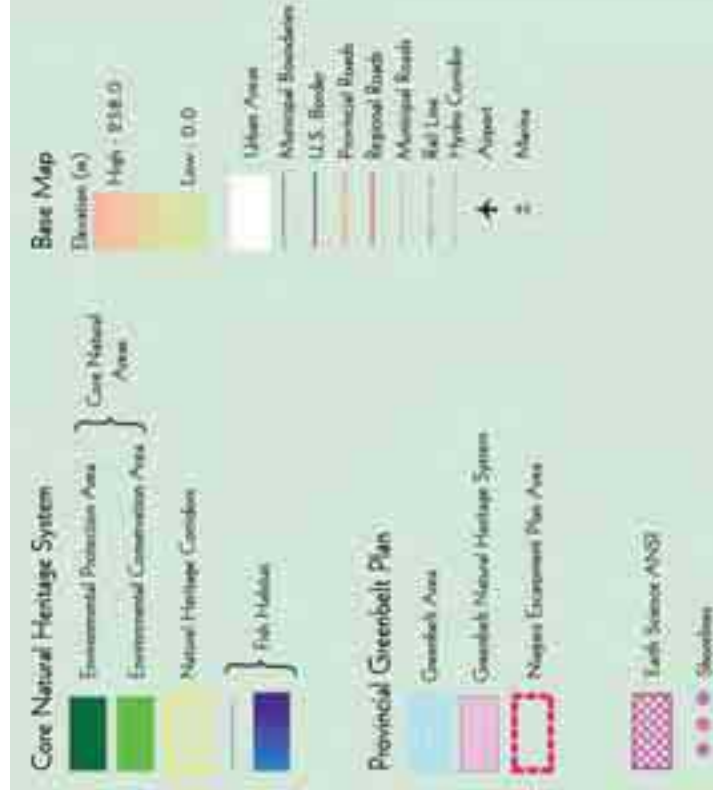 Core Natural Heritage System
Environmental Protection Area
Environmental Conservation Area
Core Natural
Areas
Natural Heritage Corridors
Fish Habitat
Provincial Greenbelt Plan
Greenbelt Area
Greenbelt Natural Heritage System
Niagara Escarpment Plan Area
Earth Science ANSI
Shorelines
Base Map
Elevation (m)
High :
Low : 0.0
Urban Areas
Municipal Boundaries
U.S. Border
Provincial Roads
Regional Roads
Municipal Roads
Rail Line
Hydro Corridor
Airport
Marina